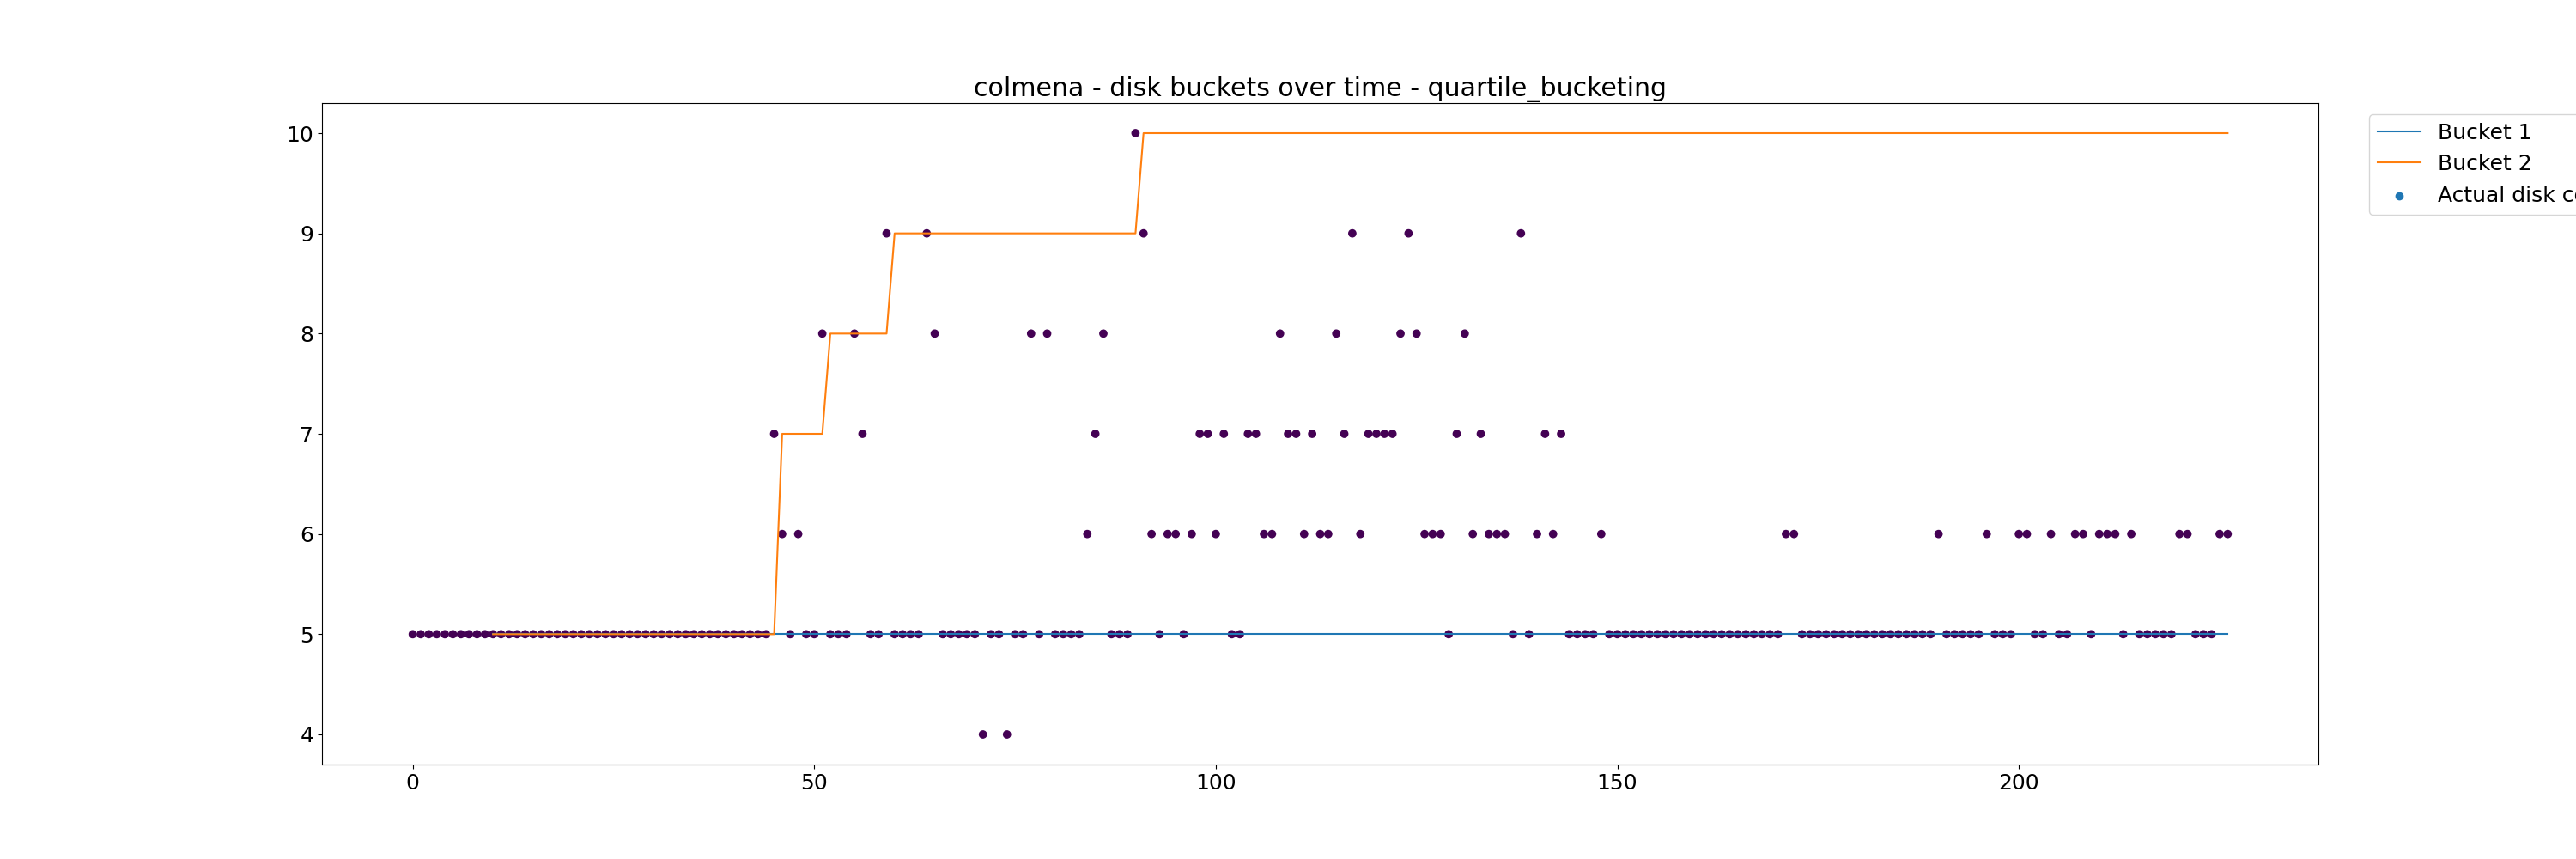 colmena - disk buckets over time - quartile_bucketing
10
9
8
7
6
5
4
0 50 100 150 200
Bucket 1
Bucket 2
Actual disk